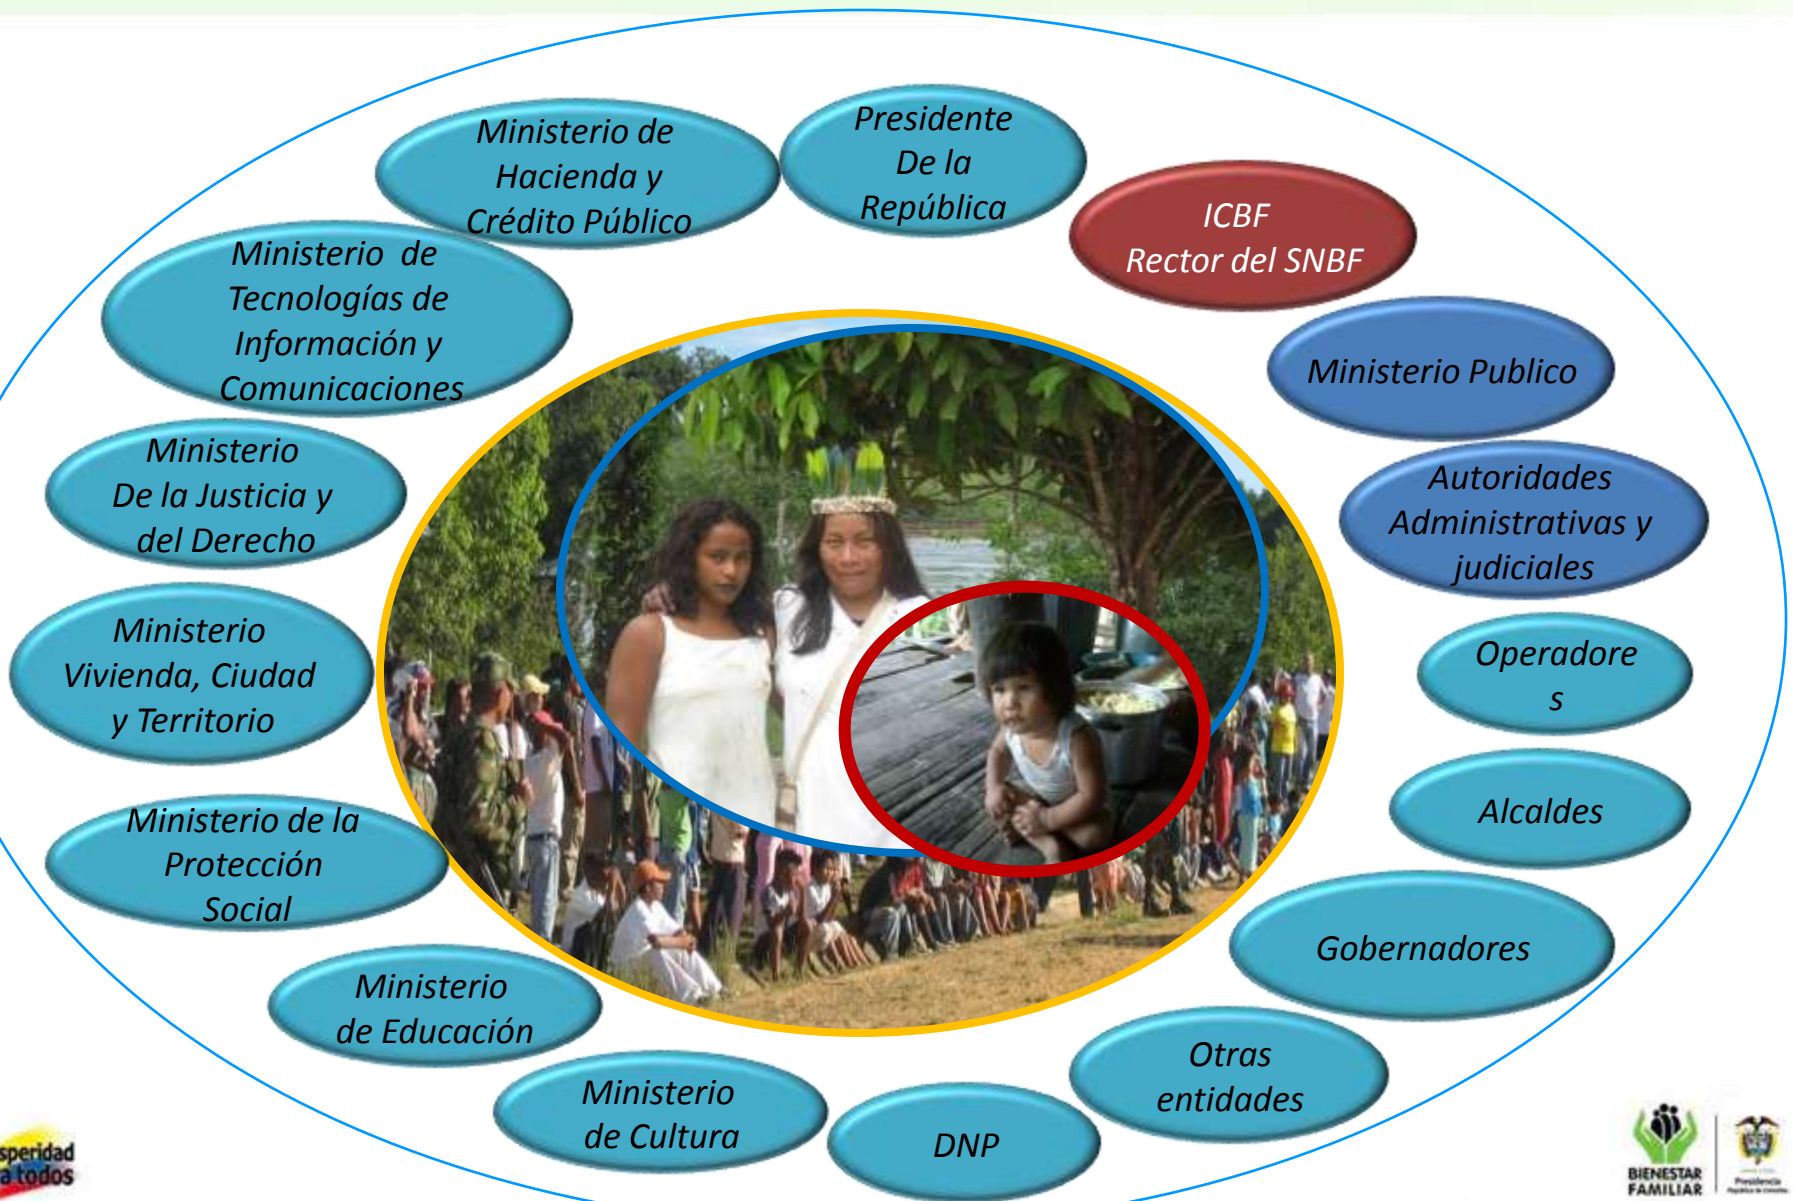 Presidente
De la
República
ICBF
Rector del SNBF
Ministerio Publico
Autoridades
Administrativas y
judiciales
Operadore
s
Alcaldes
Gobernadores
Otras
entidades
DNP
Ministerio
de Cultura
Ministerio
de Educación
Ministerio de la
Protección
Social
Ministerio
Vivienda, Ciudad
y Territorio
Ministerio
De la Justicia y
del Derecho
Ministerio de
Tecnologías de
Información y
Comunicaciones
Ministerio de
Hacienda y
Crédito Público
speridad
a todos
BIENESTAR
FAMILIAR
Presidencia